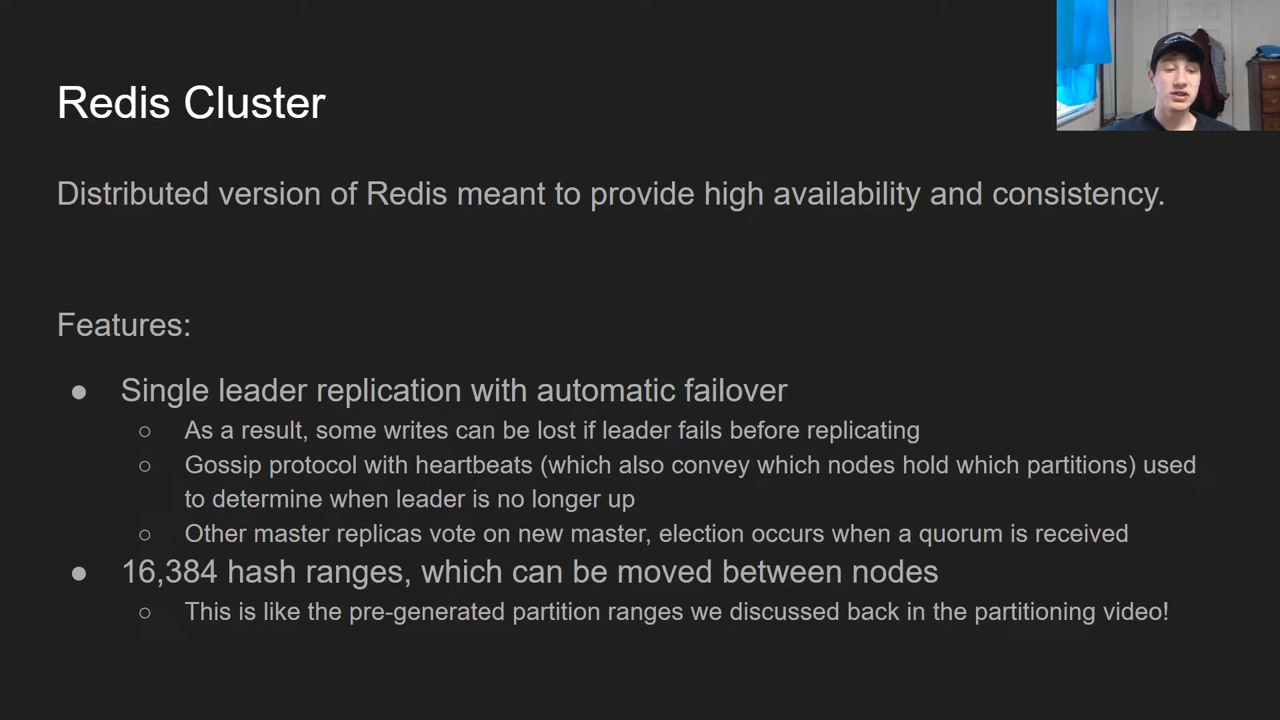 Redis Cluster
Distributed version of Redis meant to provide high availability and consistency.
Features:
● Single leader replication with automatic failover
○ As a result, some writes can be lost if leader fails before replicating
○ Gossip protocol with heartbeats (which also convey which nodes hold which partitions) used
to determine when leader is no longer up
○ Other master replicas vote on new master, election occurs when a quorum is received
● 16,384 hash ranges, which can be moved between nodes
○ This is like the pre-generated partition ranges we discussed back in the partitioning video!